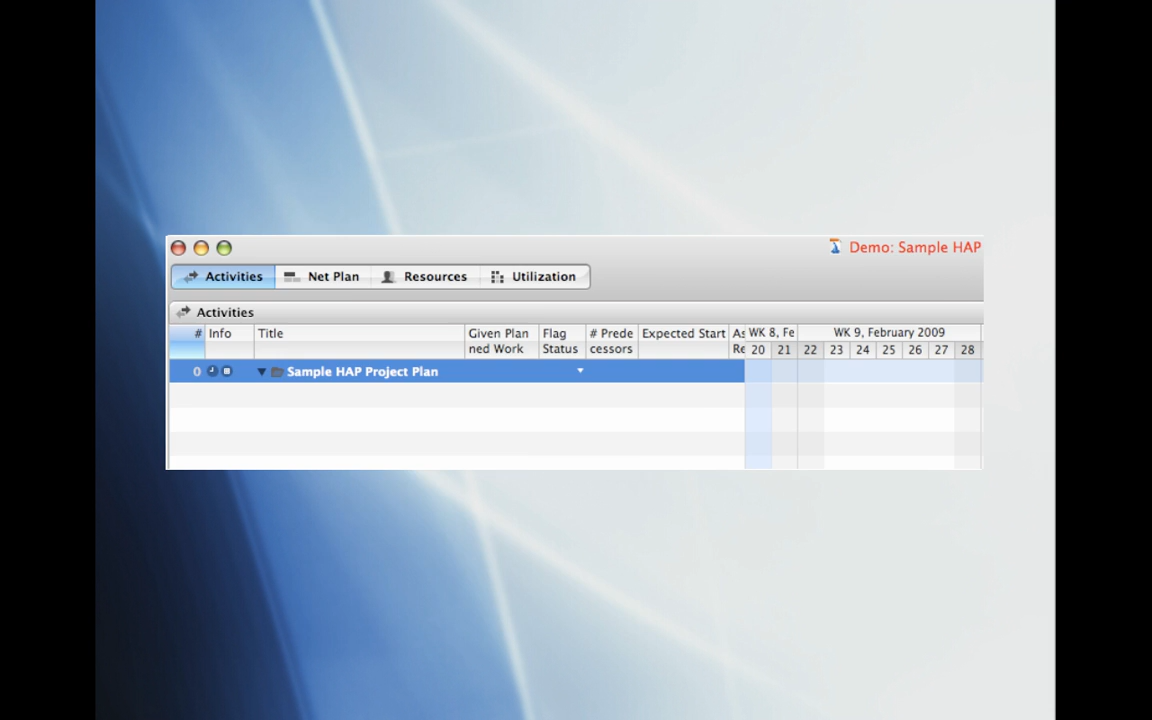 Demo: Sample HAP
Activities Net Plan Resources Utilization
Activities
# Info Title Given Plan Flag # Prede Expected Start As WK 8, Fe WK 9, February 2009
ned Work Status cessors Re 20 21 22 23 24 25 26 27 28
0 Sample HAP Project Plan